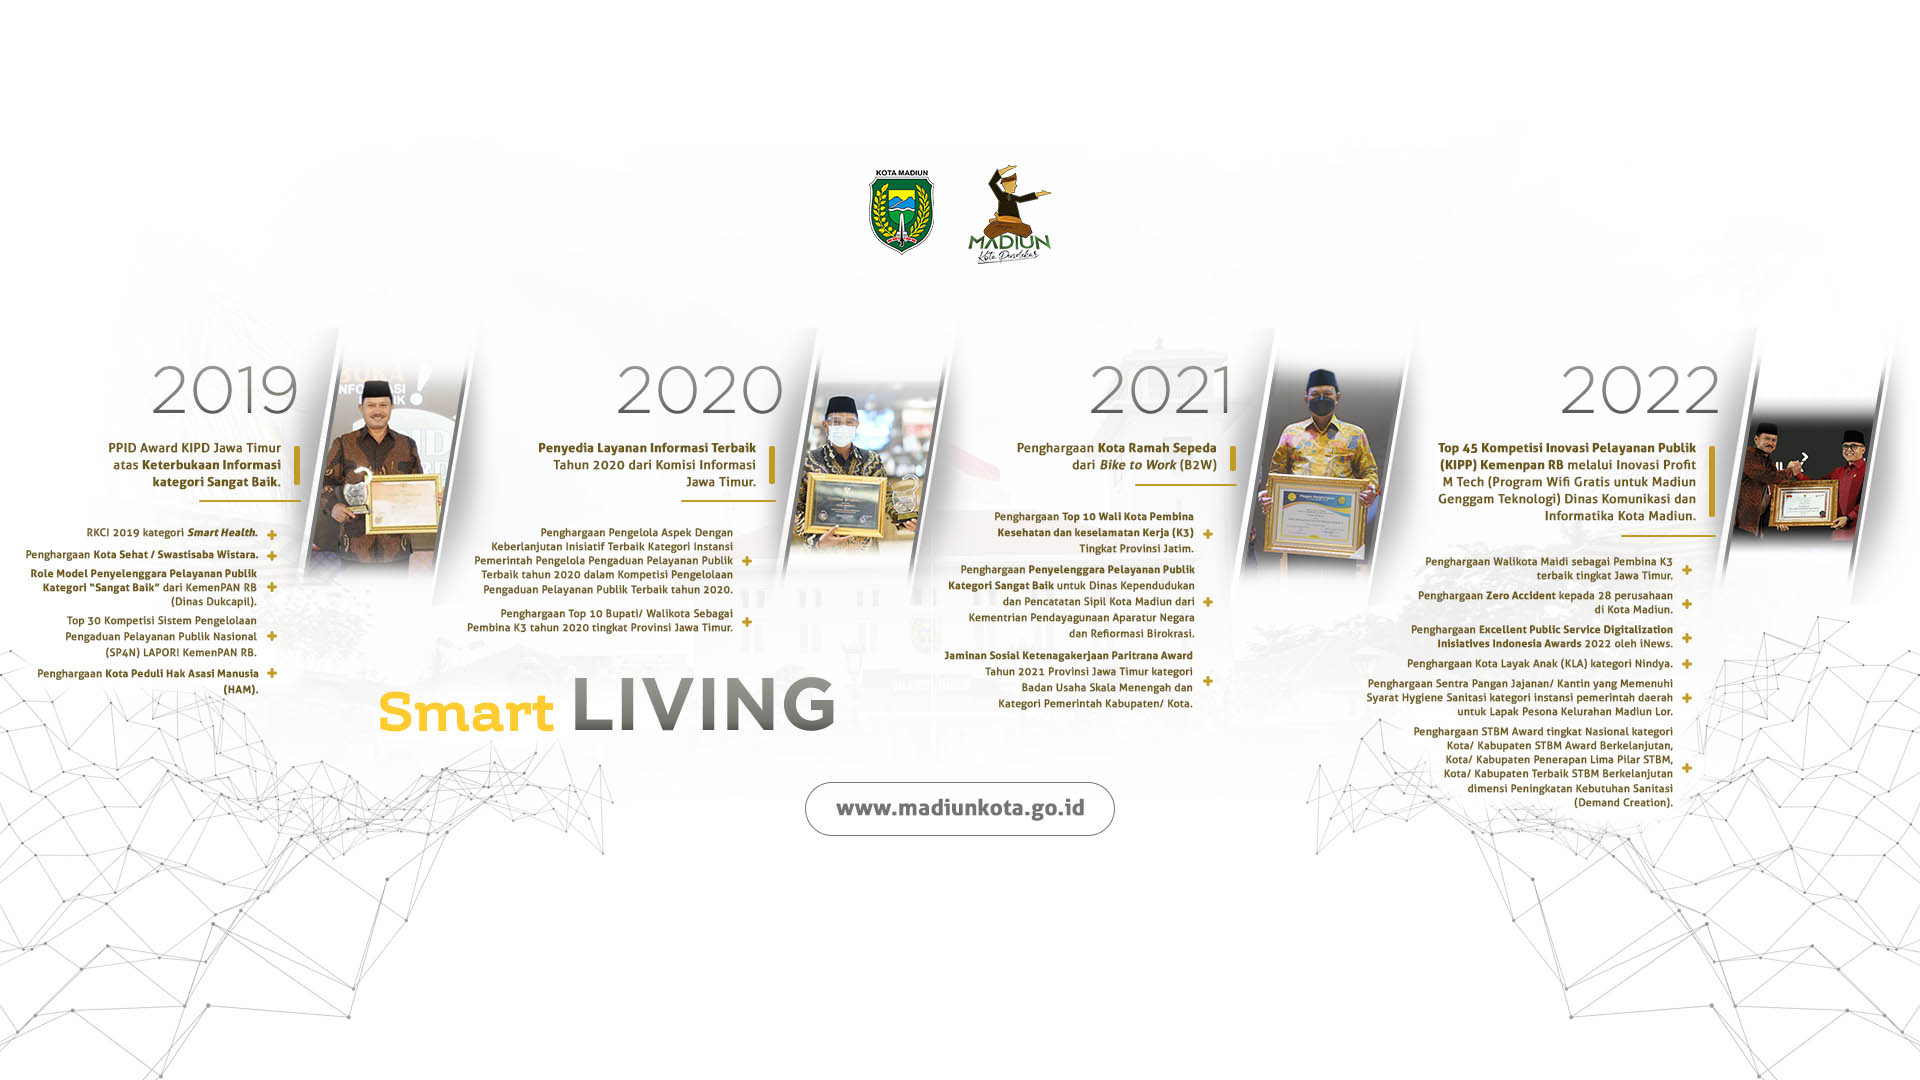 KOTA MADIUN
MADIUN
Kota Pendekar
2019
PPID Award KIPD Jawa Timur
atas Keterbukaan Informasi
kategori Sangat Baik.
RKCI 2019 kategori Smart Health.
Penghargaan Kota Sehat / Swastisaba Wistara.
Role Model Penyelenggara Pelayanan Publik
Kategori “Sangat Baik” dari KemenPAN RB
(Dinas Dukcapil).
Top 30 Kompetisi Sistem Pengelolaan
Pengaduan Pelayanan Publik Nasional
(SP4N) LAPOR! KemenPAN RB.
Penghargaan Kota Peduli Hak Asasi Manusia
(HAM).
2020
Penyedia Layanan Informasi Terbaik
Tahun 2020 dari Komisi Informasi
Jawa Timur.
Penghargaan Pengelola Aspek Dengan
Keberlanjutan Inisiatif Terbaik Kategori Instansi
Pemerintah Pengelola Pengaduan Pelayanan Publik
Terbaik tahun 2020 dalam Kompetisi Pengelolaan
Pengaduan Pelayanan Publik Terbaik tahun 2020.
Penghargaan Top 10 Bupati/ Walikota Sebagai
Pembina K3 tahun 2020 tingkat Provinsi Jawa Timur.
2021
Penghargaan Kota Ramah Sepeda
dari Bike to Work (B2W)
Penghargaan Top 10 Wali Kota Pembina
Kesehatan dan keselamatan Kerja (K3)
Tingkat Provinsi Jatim.
Penghargaan Penyelenggara Pelayanan Publik
Kategori Sangat Baik untuk Dinas Kependudukan
dan Pencatatan Sipil Kota Madiun dari
Kementrian Pendayagunaan Aparatur Negara
dan Refiormasi Birokrasi.
Jaminan Sosial Ketenagakerjaan Paritrana Award
Tahun 2021 Provinsi Jawa Timur kategori
Badan Usaha Skala Menengah dan
Kategori Pemerintah Kabupaten/ Kota.
2022
Top 45 Kompetisi Inovasi Pelayanan Publik
(KIPP) Kemenpan RB melalui Inovasi Profit
M Tech (Program Wifi Gratis untuk Madiun
Genggam Teknologi) Dinas Komunikasi dan
Informatika Kota Madiun.
Penghargaan Walikota Maidi sebagai Pembina K3
terbaik tingkat Jawa Timur.
Penghargaan Zero Accident kepada 28 perusahaan
di Kota Madiun.
Penghargaan Excellent Public Service Digitalization
Inisiatives Indonesia Awards 2022 oleh iNews.
Penghargaan Kota Layak Anak (KLA) kategori Nindya.
Penghargaan Sentra Pangan Jajanan/ Kantin yang Memenuhi
Syarat Hygiene Sanitasi kategori instansi pemerintah daerah
untuk Lapak Pesona Kelurahan Madiun Lor.
Penghargaan STBM Award tingkat Nasional kategori
Kota/ Kabupaten STBM Award Berkelanjutan,
Kota/ Kabupaten Penerapan Lima Pilar STBM,
Kota/ Kabupaten Terbaik STBM Berkelanjutan
dimensi Peningkatan Kebutuhan Sanitasi
(Demand Creation).
Smart LIVING
www.madiunkota.go.id